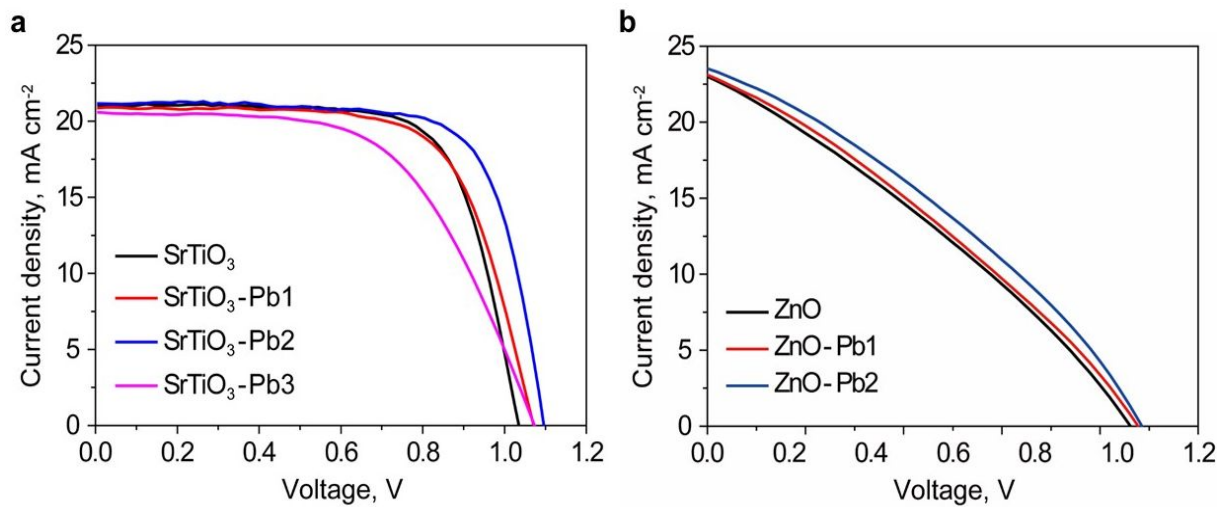 a
25
20
15
10
5
0
Current density, mA cm⁻²
SrTiO₃
SrTiO₃-Pb1
SrTiO₃-Pb2
SrTiO₃-Pb3
0.0 0.2 0.4 0.6 0.8 1.0 1.2
Voltage, V
b
25
20
15
10
5
0
Current density, mA cm⁻²
ZnO
ZnO-Pb1
ZnO-Pb2
0.0 0.2 0.4 0.6 0.8 1.0 1.2
Voltage, V